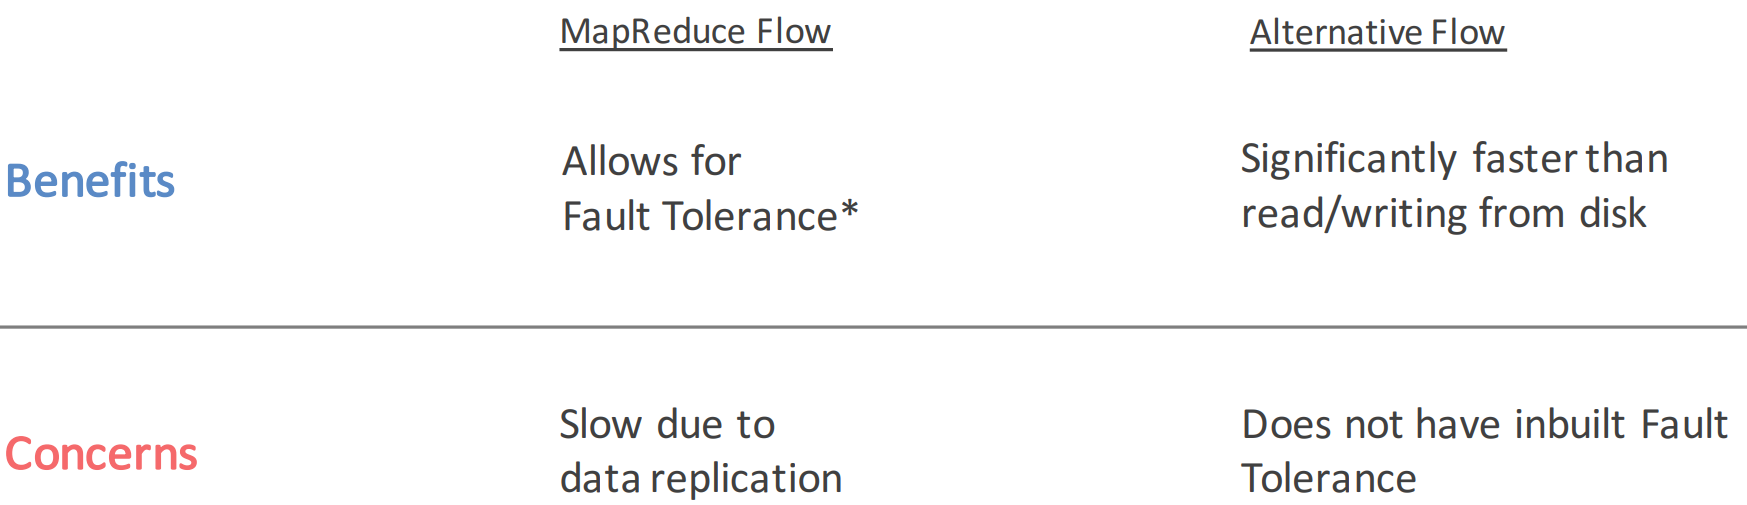 MapReduce Flow
Alternative Flow
Benefits
Allows for
Fault Tolerance*
Significantly faster than
read/writing from disk
Concerns
Slow due to
data replication
Does not have inbuilt Fault
Tolerance